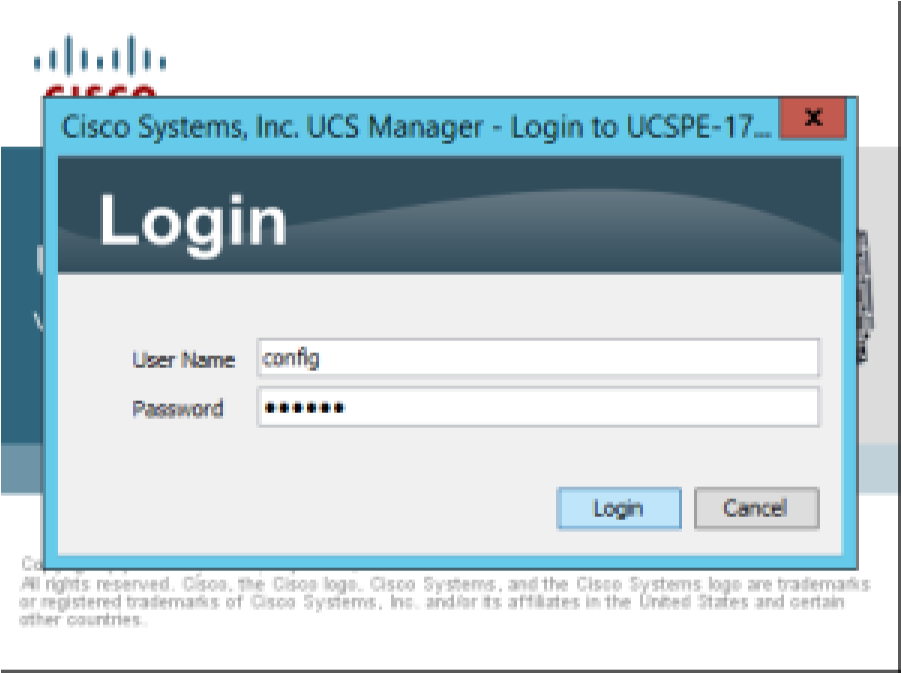 CISCO
Cisco Systems, Inc. UCS Manager - Login to UCSPE-17...
X
Login
User Name config
Password ••••••
Login Cancel
All rights reserved. Cisco, the Cisco logo, Cisco Systems, and the Cisco Systems logo are trademarks
or registered trademarks of Cisco Systems, Inc. and/or its affiliates in the United States and certain
other countries.